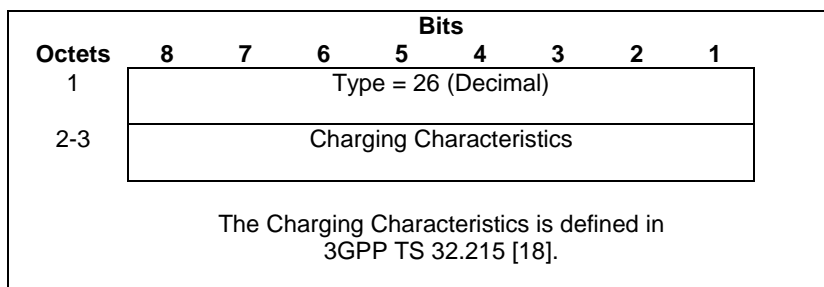 Bits
Octets 8 7 6 5 4 3 2 1
1 Type = 26 (Decimal)
2-3 Charging Characteristics
The Charging Characteristics is defined in
3GPP TS 32.215 [18].